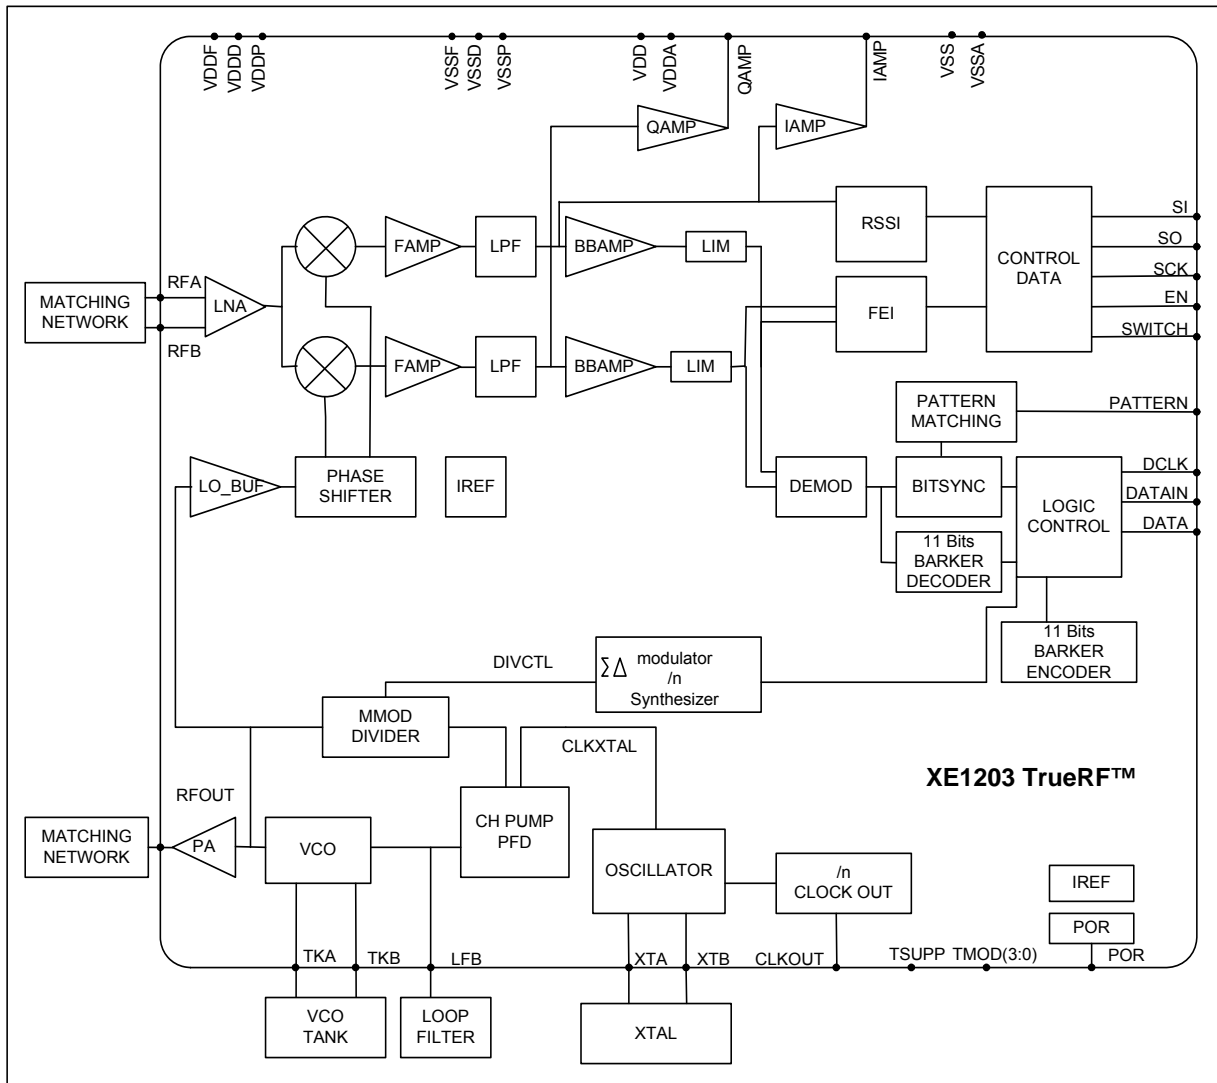 VDDF
VDDD
VDDP
VSSF
VSSD
VSSP
VDD
VDDA
QAMP
IAMP
VSS
VSSA
QAMP
IAMP
RSSI
CONTROL
DATA
SI
SO
SCK
EN
SWITCH
FAMP
LPF
BBAMP
LIM
MATCHING
NETWORK
RFA
RFB
LNA
FEI
FAMP
LPF
BBAMP
LIM
PATTERN
MATCHING
PATTERN
LO_BUF
PHASE
SHIFTER
IREF
DEMOD
BITSYNC
LOGIC
CONTROL
DCLK
DATAIN
DATA
11 Bits
BARKER
DECODER
11 Bits
BARKER
ENCODER
DIVCTL
ΣΔ modulator
/n
Synthesizer
MMOD
DIVIDER
CLKXTAL
XE1203 TrueRF™
RFOUT
MATCHING
NETWORK
PA
VCO
CH PUMP
PFD
OSCILLATOR
/n
CLOCK OUT
IREF
POR
TKA
TKB
LFB
XTA
XTB
CLKOUT
TSUPP
TMOD(3:0)
POR
VCO
TANK
LOOP
FILTER
XTAL